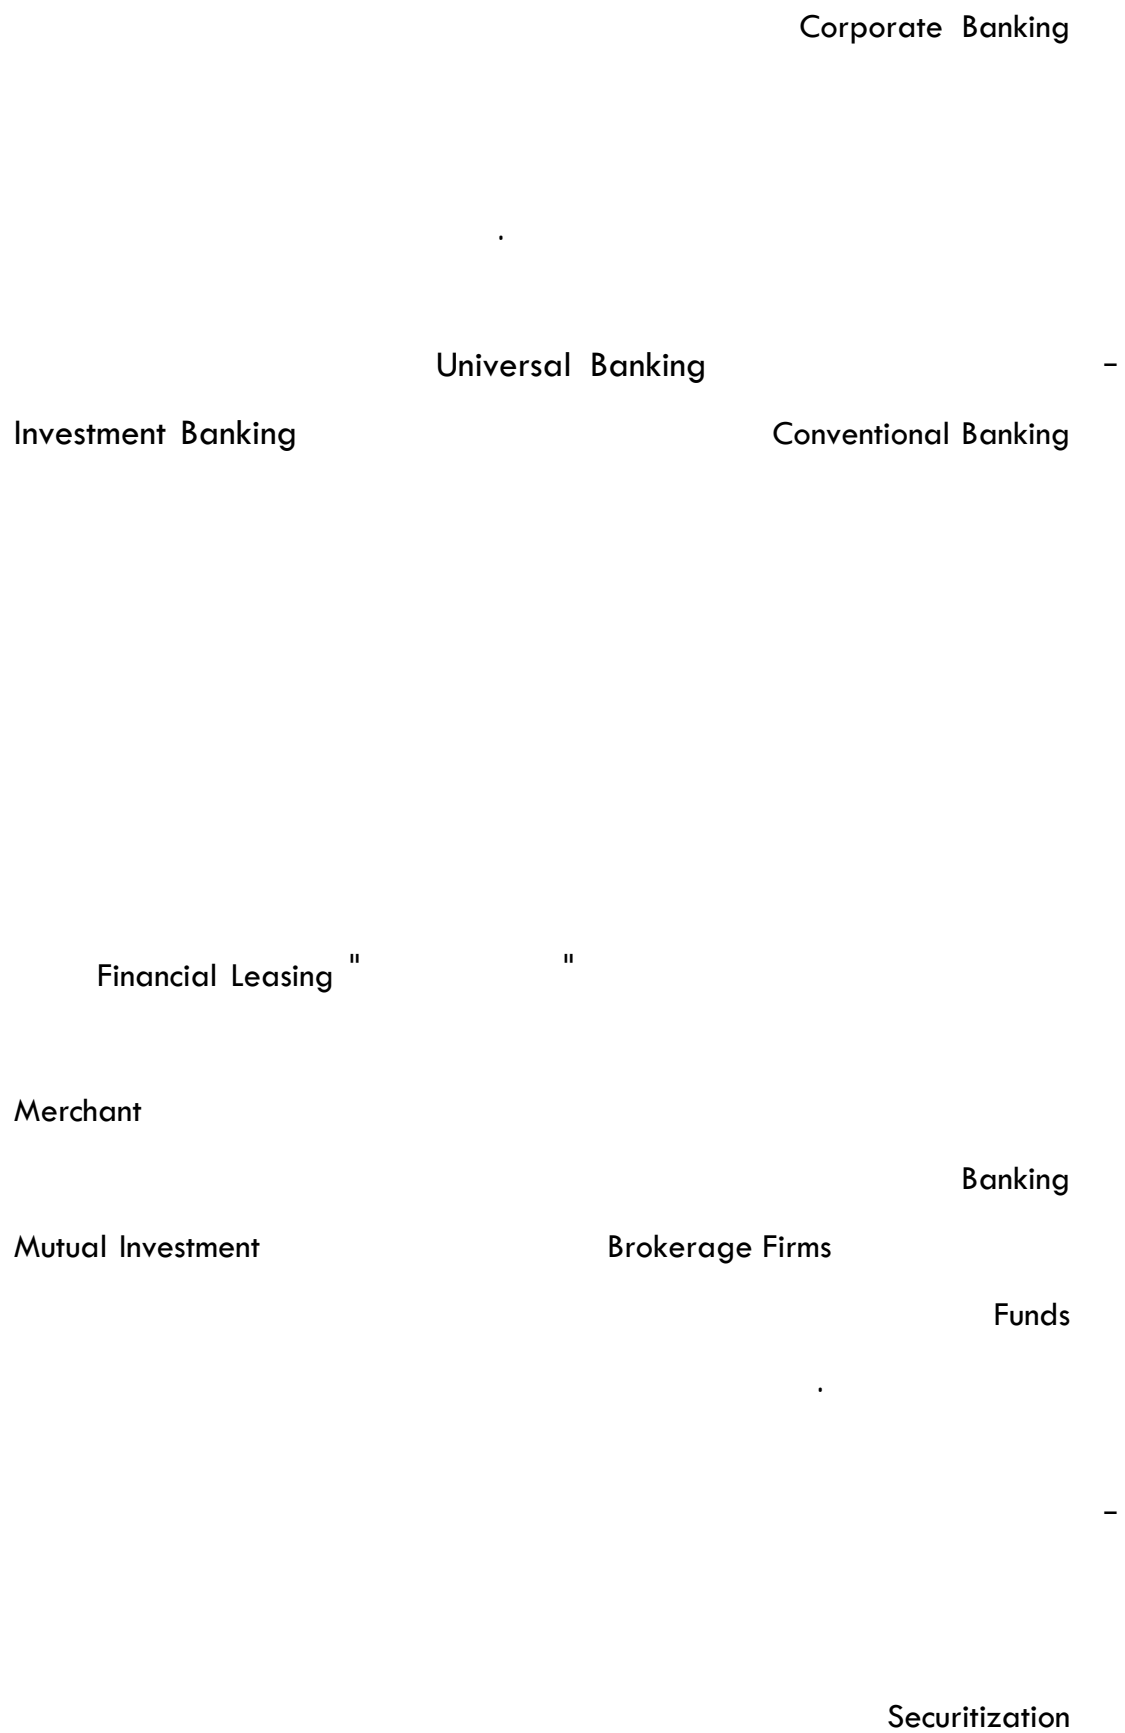 Corporate Banking
.
Universal Banking –
Investment Banking Conventional Banking
Financial Leasing " "
Merchant
Banking
Mutual Investment Brokerage Firms
Funds
.
–
Securitization